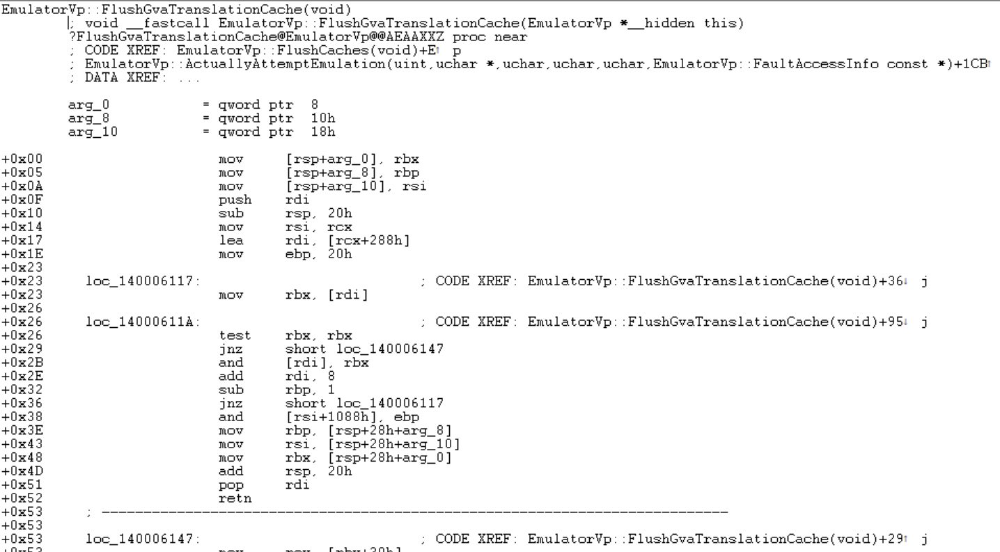 EmulatorVp::FlushGvaTranslationCache(void)
; void __fastcall EmulatorVp::FlushGvaTranslationCache(EmulatorVp *__hidden this)
?FlushGvaTranslationCache@EmulatorVp@@AEAAXXZ proc near
; CODE XREF: EmulatorVp::FlushCaches(void)+E↑ p
; EmulatorVp::ActuallyAttemptEmulation(uint,uchar *,uchar,uchar,uchar,EmulatorVp::FaultAccessInfo const *)+1CB↑
; DATA XREF: ...
arg_0 = qword ptr 8
arg_8 = qword ptr 10h
arg_10 = qword ptr 18h
+0x00 mov [rsp+arg_0], rbx
+0x05 mov [rsp+arg_8], rbp
+0x0A mov [rsp+arg_10], rsi
+0x0F push rdi
+0x10 sub rsp, 20h
+0x14 mov rsi, rcx
+0x17 lea rdi, [rcx+288h]
+0x1E mov ebp, 20h
+0x23
+0x23 loc_140006117: ; CODE XREF: EmulatorVp::FlushGvaTranslationCache(void)+36↓ j
+0x23 mov rbx, [rdi]
+0x26
+0x26 loc_14000611A: ; CODE XREF: EmulatorVp::FlushGvaTranslationCache(void)+95↓ j
+0x26 test rbx, rbx
+0x29 jnz short loc_140006147
+0x2B and [rdi], rbx
+0x2E add rdi, 8
+0x32 sub rbp, 1
+0x36 jnz short loc_140006117
+0x38 and [rsi+1088h], ebp
+0x3E mov rbp, [rsp+28h+arg_8]
+0x43 mov rsi, [rsp+28h+arg_10]
+0x48 mov rbx, [rsp+28h+arg_0]
+0x4D add rsp, 20h
+0x51 pop rdi
+0x52 retn
+0x53 ; ---------------------------------------------------------------------------
+0x53
+0x53 loc_140006147: ; CODE XREF: EmulatorVp::FlushGvaTranslationCache(void)+29↑ j